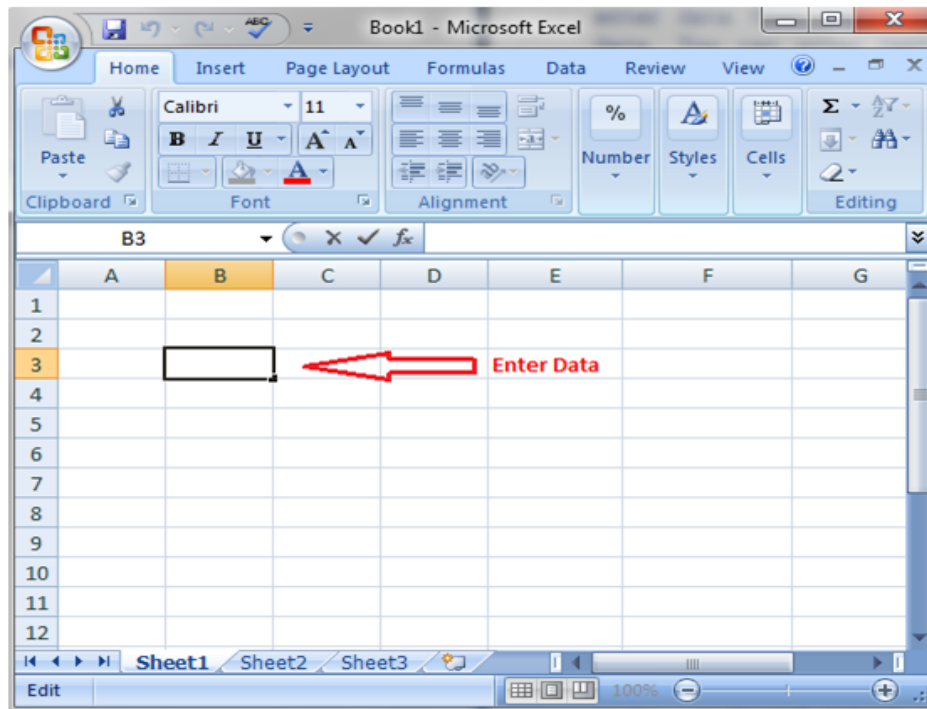 ABC
Book1 - Microsoft Excel
Home Insert Page Layout Formulas Data Review View
Calibri 11
% A Σ
B I U A A
Paste Number Styles Cells
A
Clipboard Font Alignment Editing
B3 fx
A B C D E F G
1
2
3 Enter Data
4
5
6
7
8
9
10
11
12
Sheet1 Sheet2 Sheet3
Edit 100%